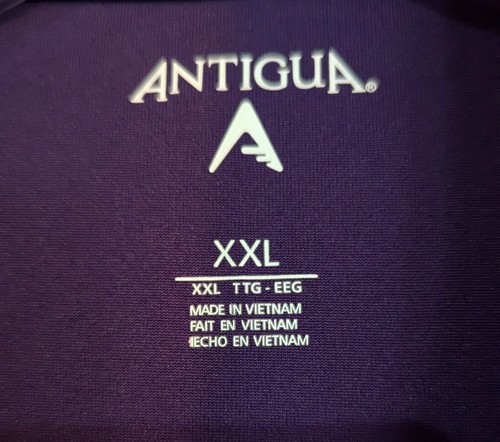 ANTIGUA®
XXL
XXL TTG - EEG
MADE IN VIETNAM
FAIT EN VIETNAM
HECHO EN VIETNAM